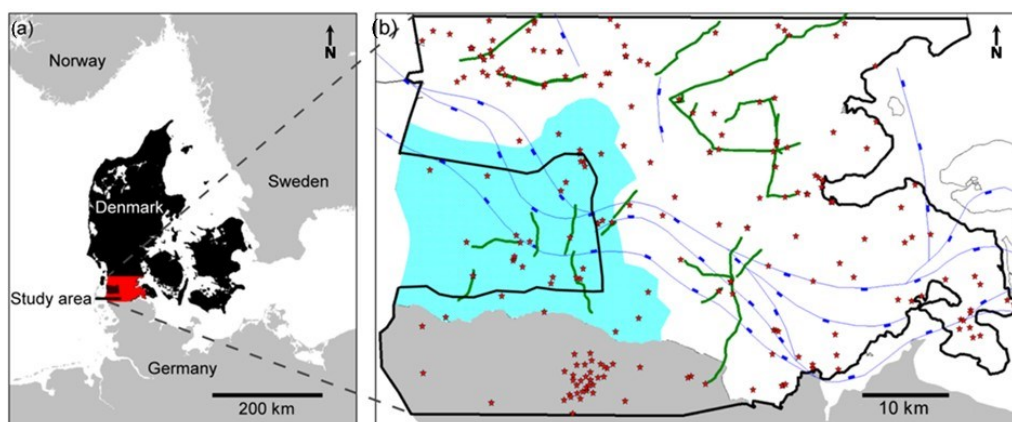 (a)
N
Norway
Sweden
Denmark
Study area
Germany
200 km
(b)
N
10 km